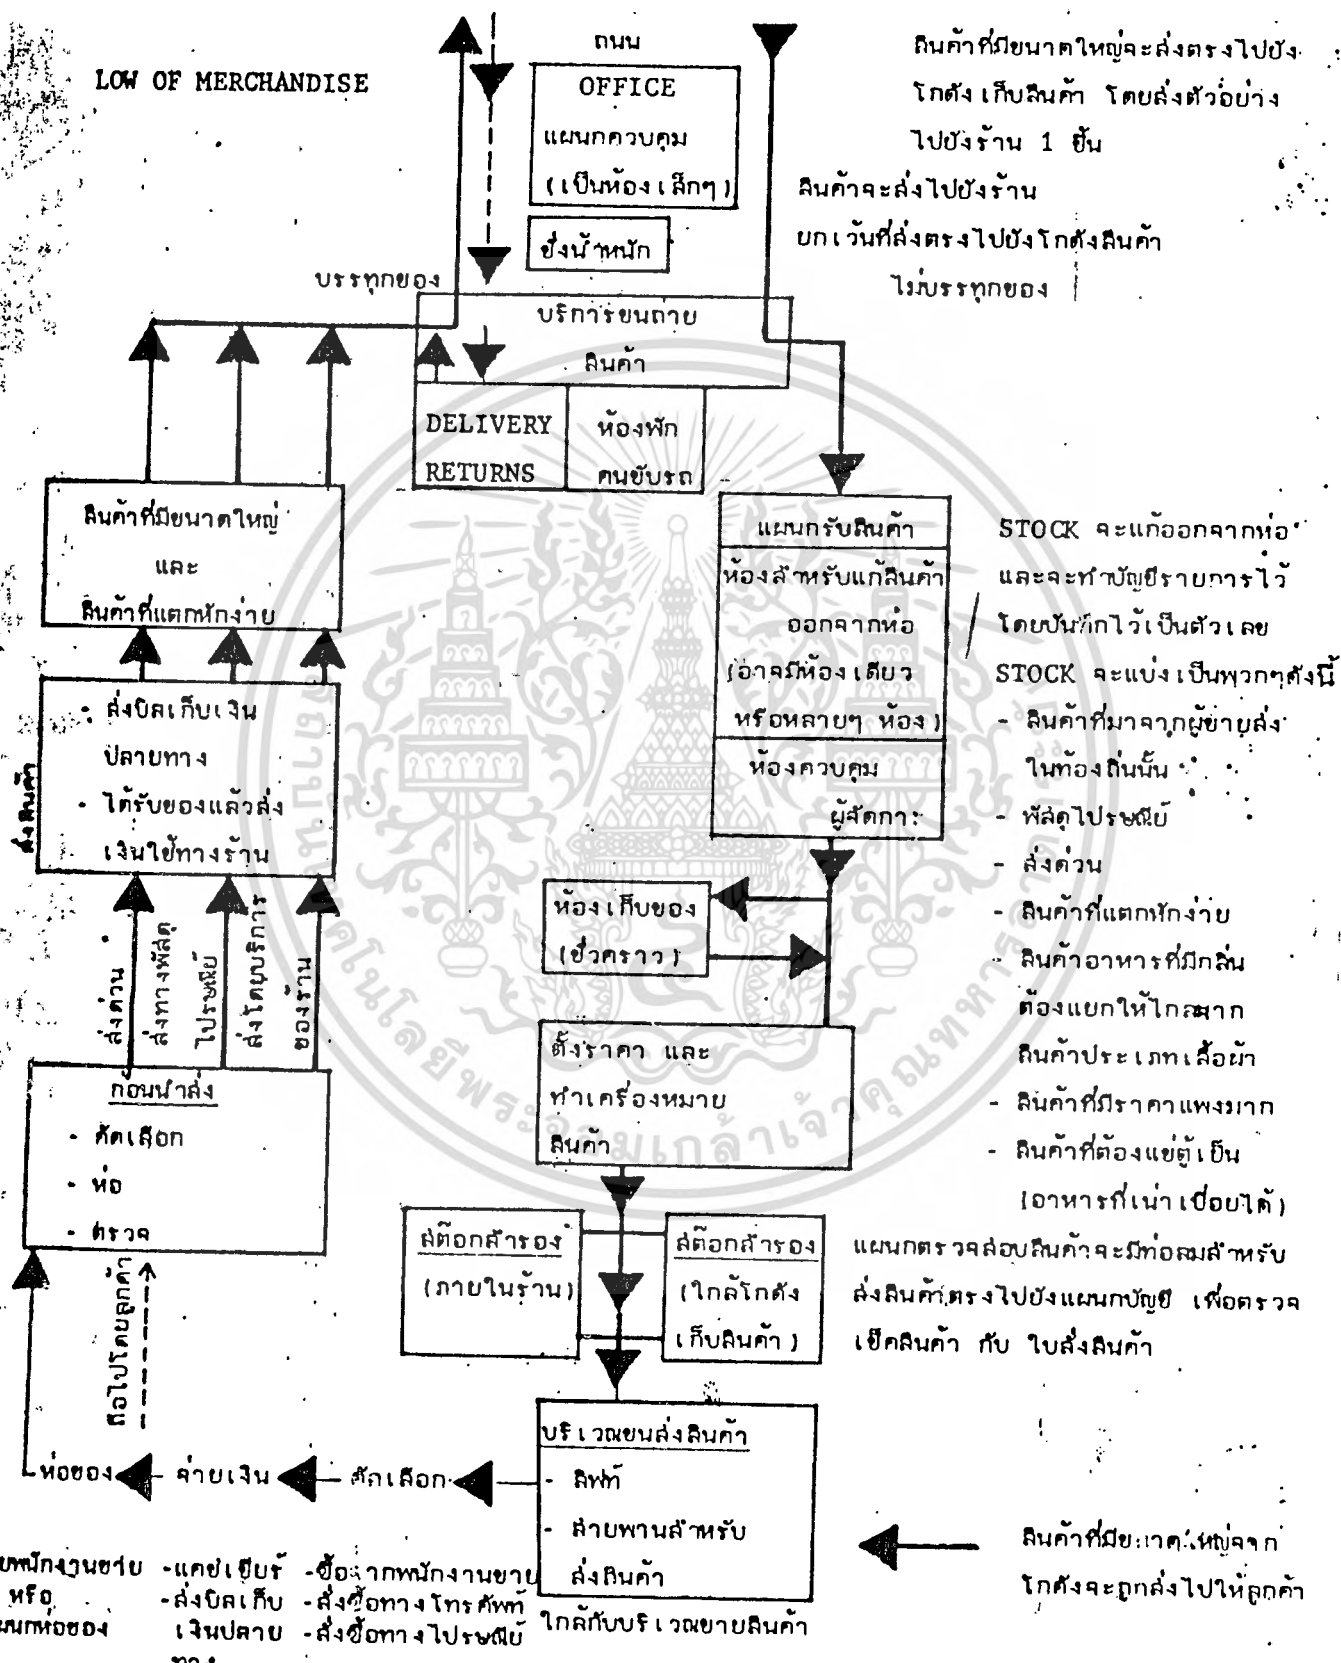 LOW OF MERCHANDISE
ถนน
OFFICE
แผนกควบคุม
(เป็นห้องเล็กๆ)
ชั่งน้ำหนัก
สินค้าที่มีขนาดใหญ่จะส่งตรงไปยัง
โกดังเก็บสินค้า โดยส่งตัวอย่าง
ไปยังร้าน 1 ชิ้น
สินค้าจะส่งไปยังร้าน
ยกเว้นที่ส่งตรงไปยังโกดังสินค้า
ไม่บรรทุกของ
บรรทุกของ
บริการขนถ่าย
สินค้า
DELIVERY
RETURNS
ห้องพัก
คนขับรถ
สินค้าที่มีขนาดใหญ่
และ
สินค้าที่แตกหักง่าย
ส่งสินค้า
- ส่งบิลเก็บเงิน
ปลายทาง
- ได้รับของแล้วส่ง
เงินใช้ทางร้าน
ส่งด่วน
ส่งทางพัสดุ
ไปรษณีย์
ส่งโดยบริการ
ของร้าน
ก่อนนำส่ง
- คัดเลือก
- ห่อ
- ตรวจ
ถือไปโดยลูกค้า
แผนกรับสินค้า
ห้องสำหรับแก้สินค้า
ออกจากห่อ
(อาจมีห้องเดียว
หรือหลายๆ ห้อง)
ห้องควบคุม
ผู้จัดกา
STOCK จะแก้ออกจากห่อ
และจะทำบัญชีรายการไว้
โดยบันทึกไว้เป็นตัวเลข
STOCK จะแบ่งเป็นพวกๆดังนี้
- สินค้าที่มาจากผู้ขายส่ง
ในท้องถิ่นนั้น
- พัสดุไปรษณีย์
- ส่งด่วน
- สินค้าที่แตกหักง่าย
- สินค้าอาหารที่มีกลิ่น
ต้องแยกให้ไกลจาก
สินค้าประเภทเสื้อผ้า
- สินค้าที่มีราคาแพงมาก
- สินค้าที่ต้องแช่ตู้เย็น
(อาหารที่เน่าเปื่อยได้)
ห้องเก็บของ
(ชั่วคราว)
ตั้งราคา และ
ทำเครื่องหมาย
สินค้า
สต๊อกสำรอง
(ภายในร้าน)
สต๊อกสำรอง
(ใกล้โกดัง
เก็บสินค้า)
แผนกตรวจสอบสินค้าจะมีท่อลมสำหรับ
ส่งสินค้าตรงไปยังแผนกบัญชี เพื่อตรวจ
เช็คสินค้า กับ ใบสั่งสินค้า
บริเวณขนส่งสินค้า
- ลิฟท์
- สายพานสำหรับ
ส่งสินค้า
ใกล้กับบริเวณขายสินค้า
ห่อของ
จ่ายเงิน
คัดเลือก
พนักงานขาย
หรือ
แผนกห่อของ
-แคชเชียร์
-ส่งบิลเก็บ
เงินปลาย
ทาง
-ซื้อจากพนักงานขาย
-สั่งซื้อทางโทรศัพท์
-สั่งซื้อทางไปรษณีย์
สินค้าที่มีขนาดใหญ่จาก
โกดังจะถูกส่งไปให้ลูกค้า